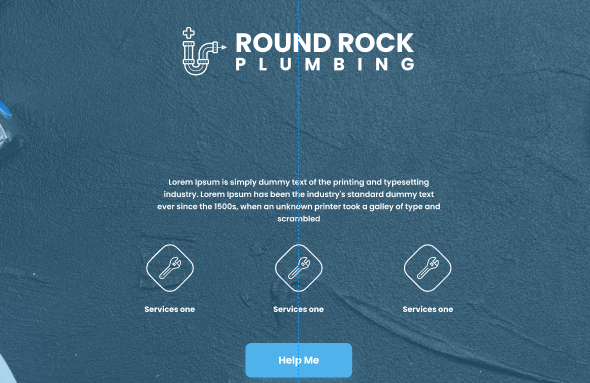 ROUND ROCK
PLUMBING
Lorem Ipsum is simply dummy text of the printing and typesetting
industry. Lorem Ipsum has been the industry's standard dummy text
ever since the 1500s, when an unknown printer took a galley of type and
scrambled
Services one
Services one
Services one
Help Me